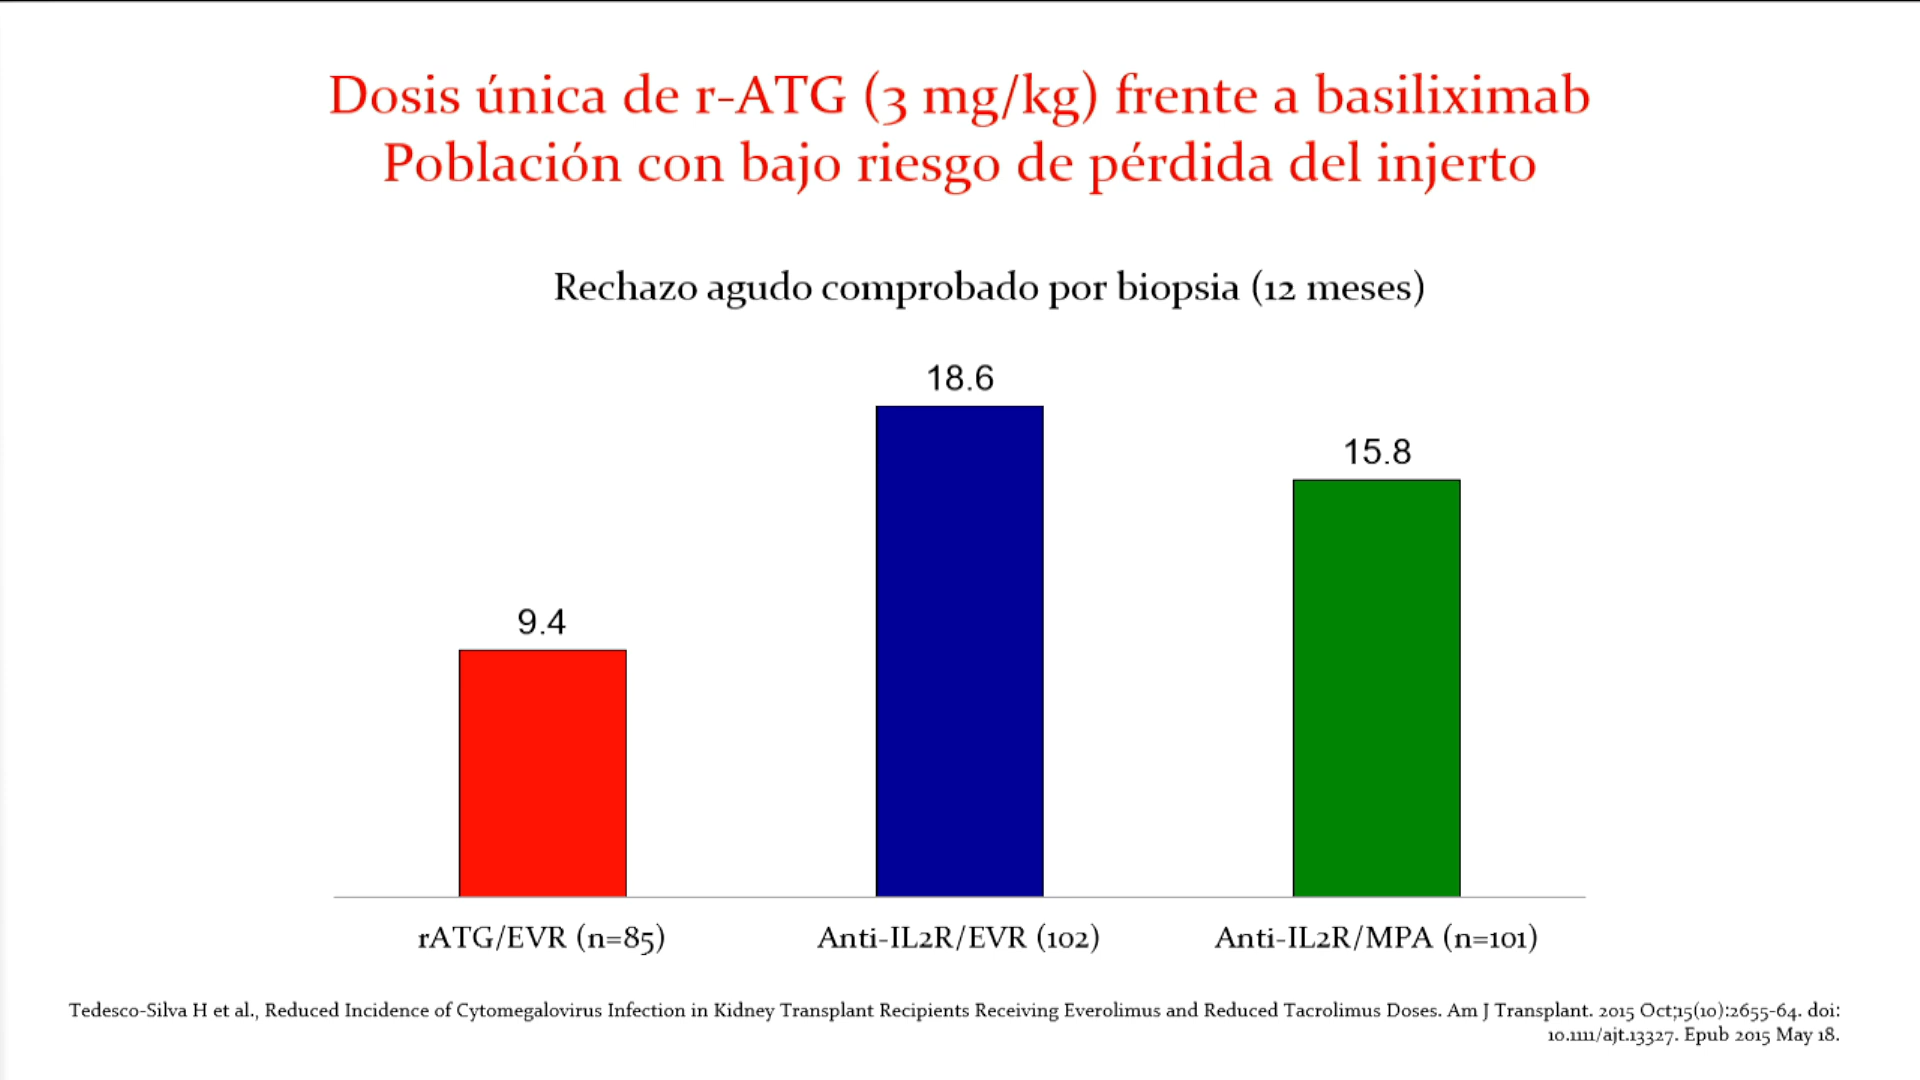 Dosis única de r-ATG (3 mg/kg) frente a basiliximab
Población con bajo riesgo de pérdida del injerto
Rechazo agudo comprobado por biopsia (12 meses)
18.6
15.8
9.4
rATG/EVR (n=85)
Anti-IL2R/EVR (102)
Anti-IL2R/MPA (n=101)
Tedesco-Silva H et al., Reduced Incidence of Cytomegalovirus Infection in Kidney Transplant Recipients Receiving Everolimus and Reduced Tacrolimus Doses. Am J Transplant. 2015 Oct;15(10):2655-64. doi:
10.1111/ajt.13327. Epub 2015 May 18.